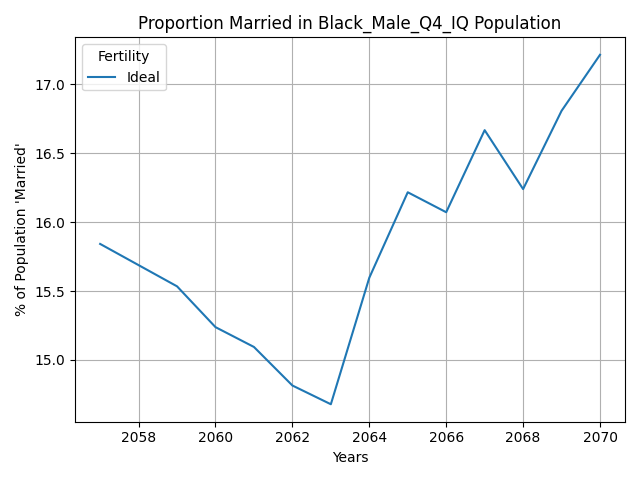 Proportion Married in Black_Male_Q4_IQ Population
Fertility
Ideal
17.0
16.5
16.0
15.5
15.0
% of Population 'Married'
2058 2060 2062 2064 2066 2068 2070
Years